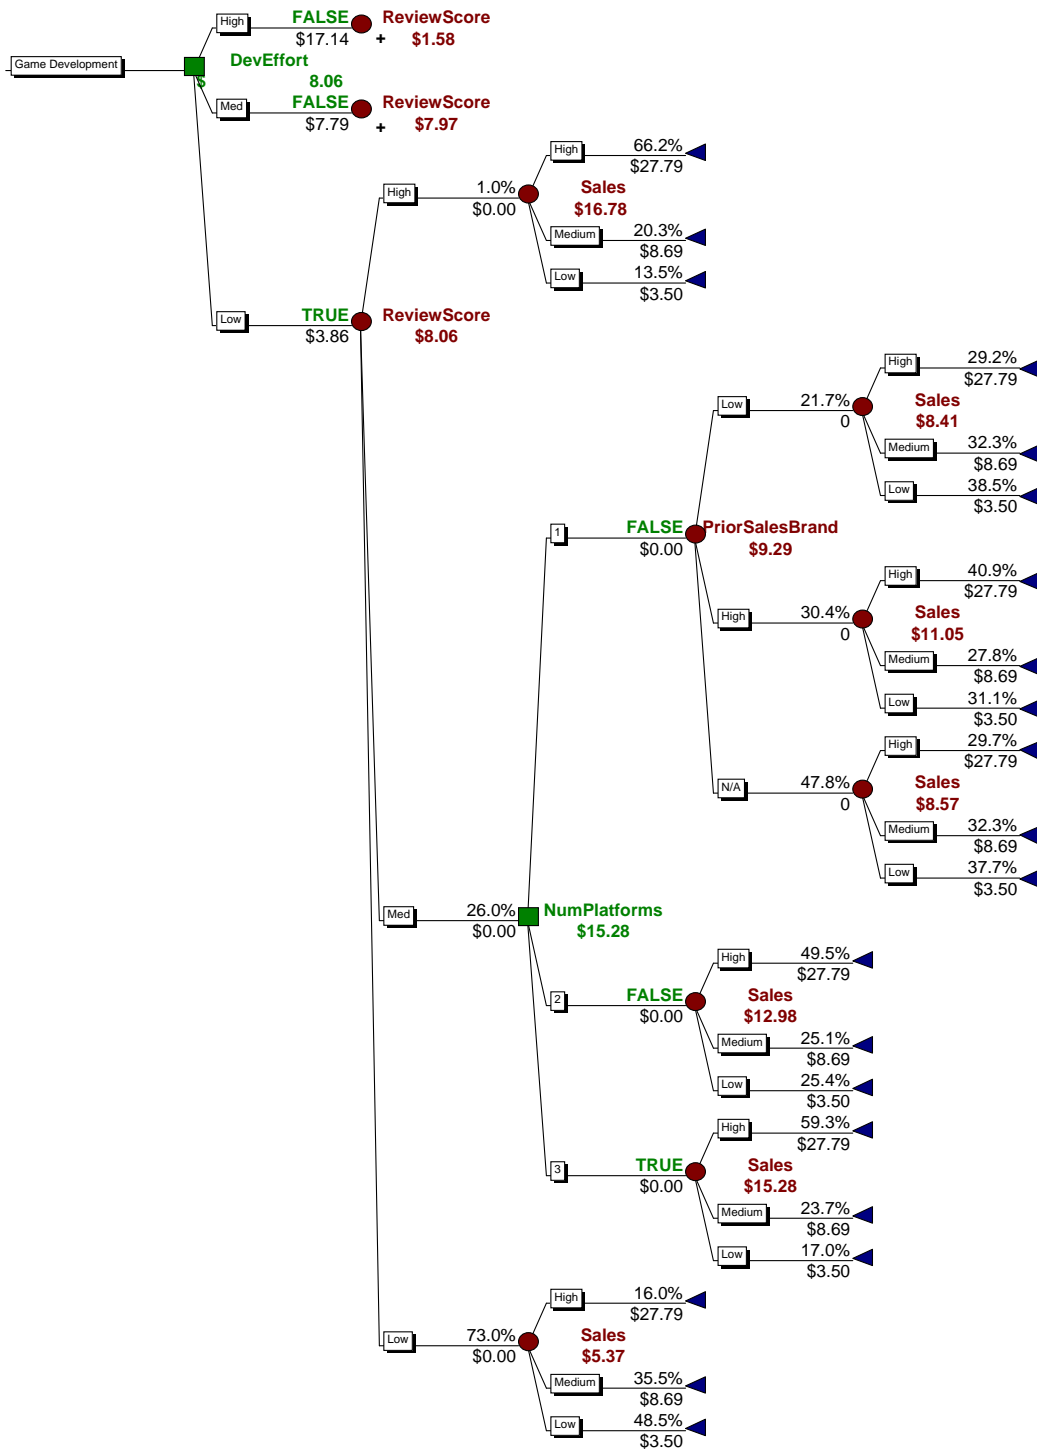 Game Development
$
DevEffort
8.06
High
FALSE
$17.14
+
ReviewScore
$1.58
Med
FALSE
$7.79
+
ReviewScore
$7.97
Low
TRUE
$3.86
ReviewScore
$8.06
High
1.0%
$0.00
Sales
$16.78
High
66.2%
$27.79
Medium
20.3%
$8.69
Low
13.5%
$3.50
Med
26.0%
$0.00
NumPlatforms
$15.28
1
FALSE
$0.00
PriorSalesBrand
$9.29
Low
21.7%
0
Sales
$8.41
High
29.2%
$27.79
Medium
32.3%
$8.69
Low
38.5%
$3.50
High
30.4%
0
Sales
$11.05
High
40.9%
$27.79
Medium
27.8%
$8.69
Low
31.1%
$3.50
N/A
47.8%
0
Sales
$8.57
High
29.7%
$27.79
Medium
32.3%
$8.69
Low
37.7%
$3.50
2
FALSE
$0.00
Sales
$12.98
High
49.5%
$27.79
Medium
25.1%
$8.69
Low
25.4%
$3.50
3
TRUE
$0.00
Sales
$15.28
High
59.3%
$27.79
Medium
23.7%
$8.69
Low
17.0%
$3.50
Low
73.0%
$0.00
Sales
$5.37
High
16.0%
$27.79
Medium
35.5%
$8.69
Low
48.5%
$3.50